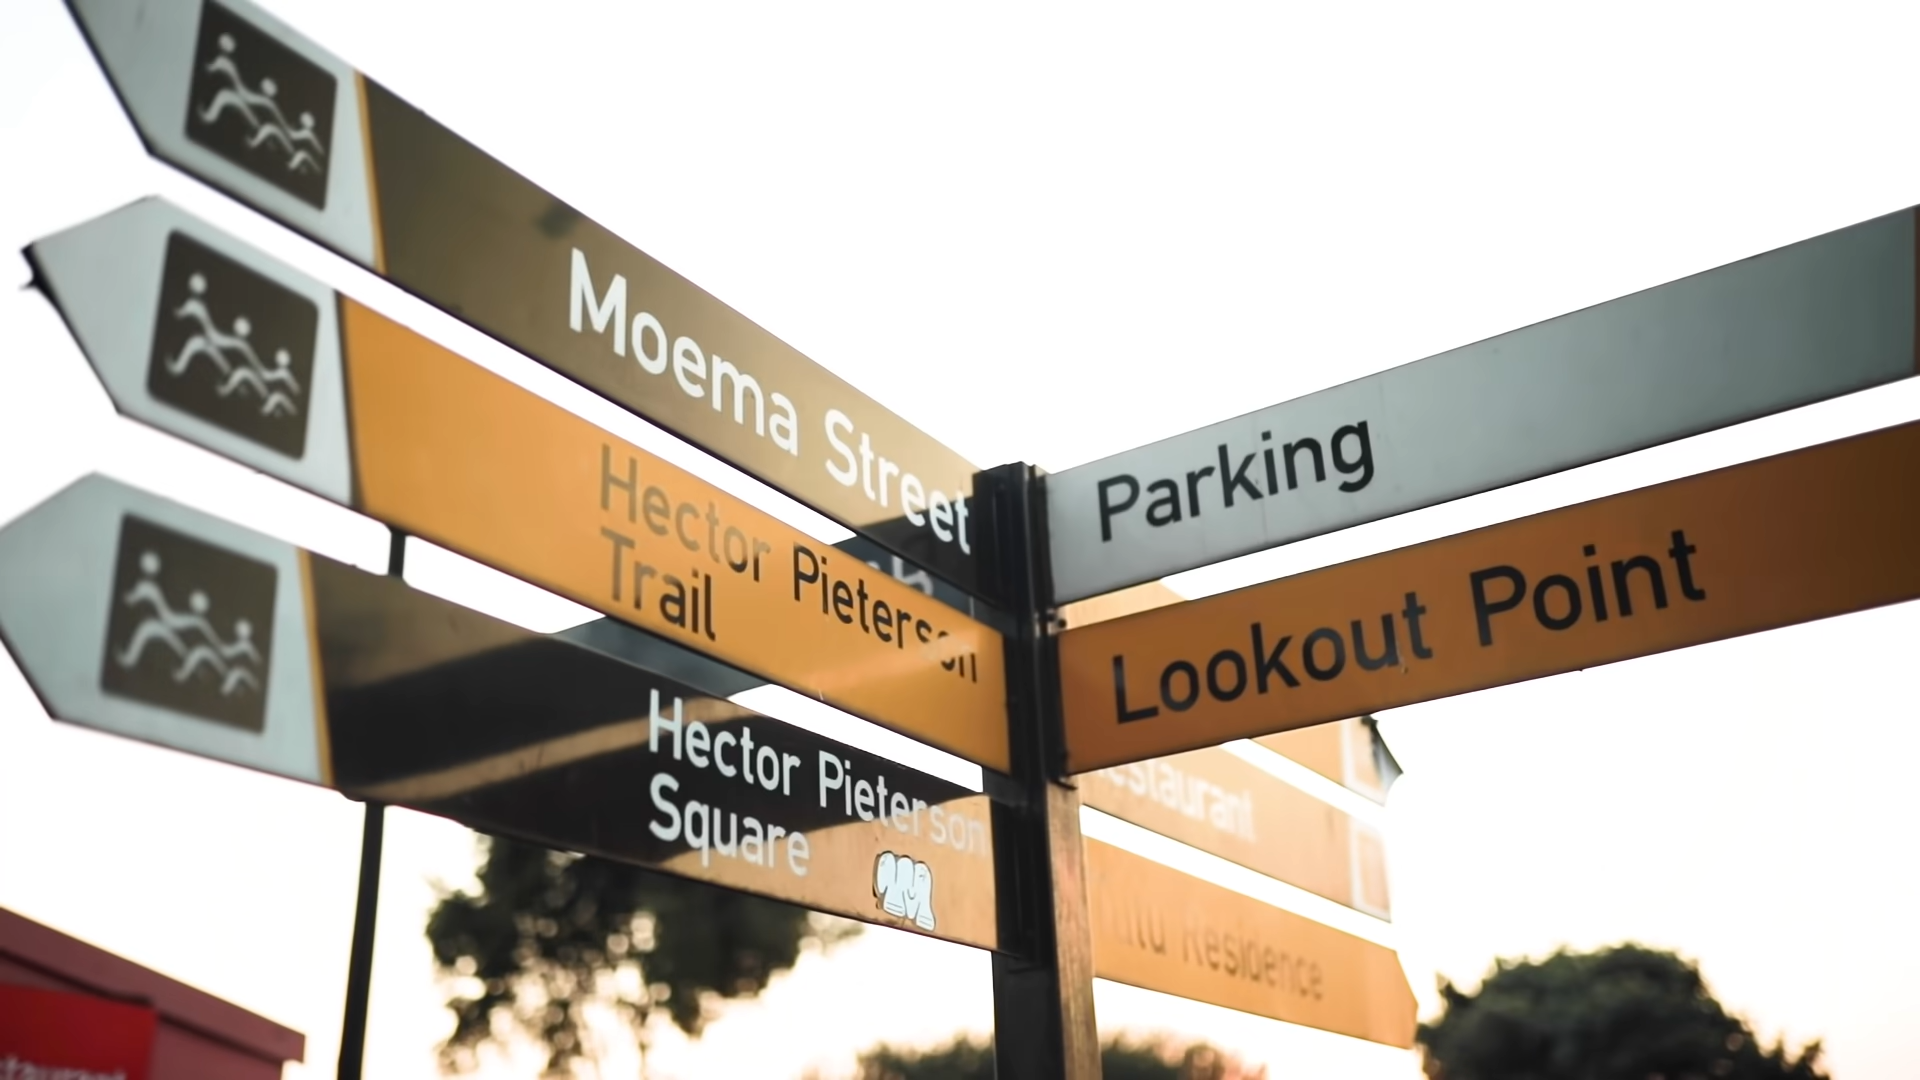 Moema Street
Hector Pieterson
Trail
Hector Pieterson
Square
Parking
Lookout Point
Restaurant
Residence